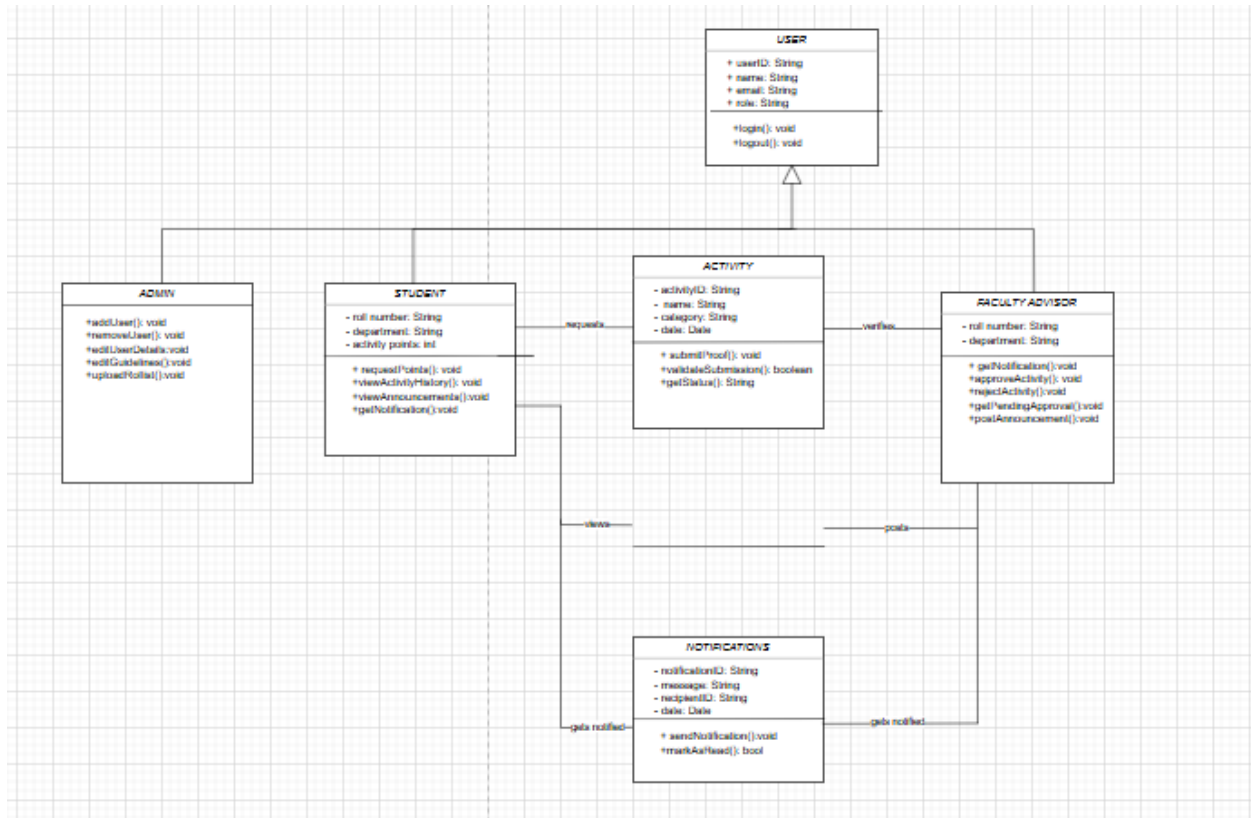 USER
+ userID: String
+ name: String
+ email: String
+ role: String
+login(): void
+logout(): void
ADMIN
+addUser(): void
+removeUser(): void
+editUserDetails:void
+editGuidelines():void
+uploadRollist():void
STUDENT
- roll number: String
- department: String
- activity points: int
+ requestPoints(): void
+viewActivityHistory(): void
+viewAnnouncements():void
+getNotification():void
requests
ACTIVITY
- activityID: String
- name: String
- category: String
- date: Date
+ submitProof(): void
+validateSubmission(): boolean
+getStatus(): String
verifies
FACULTY ADVISOR
- roll number: String
- department: String
+ getNotification():void
+approveActivity(): void
+rejectActivity():void
+getPendingApproval():void
+postAnnouncement():void
views
posts
NOTIFICATIONS
- notificationID: String
- message: String
- recipientID: String
- date: Date
+ sendNotification():void
+markAsRead(): bool
gets notified
gets notified